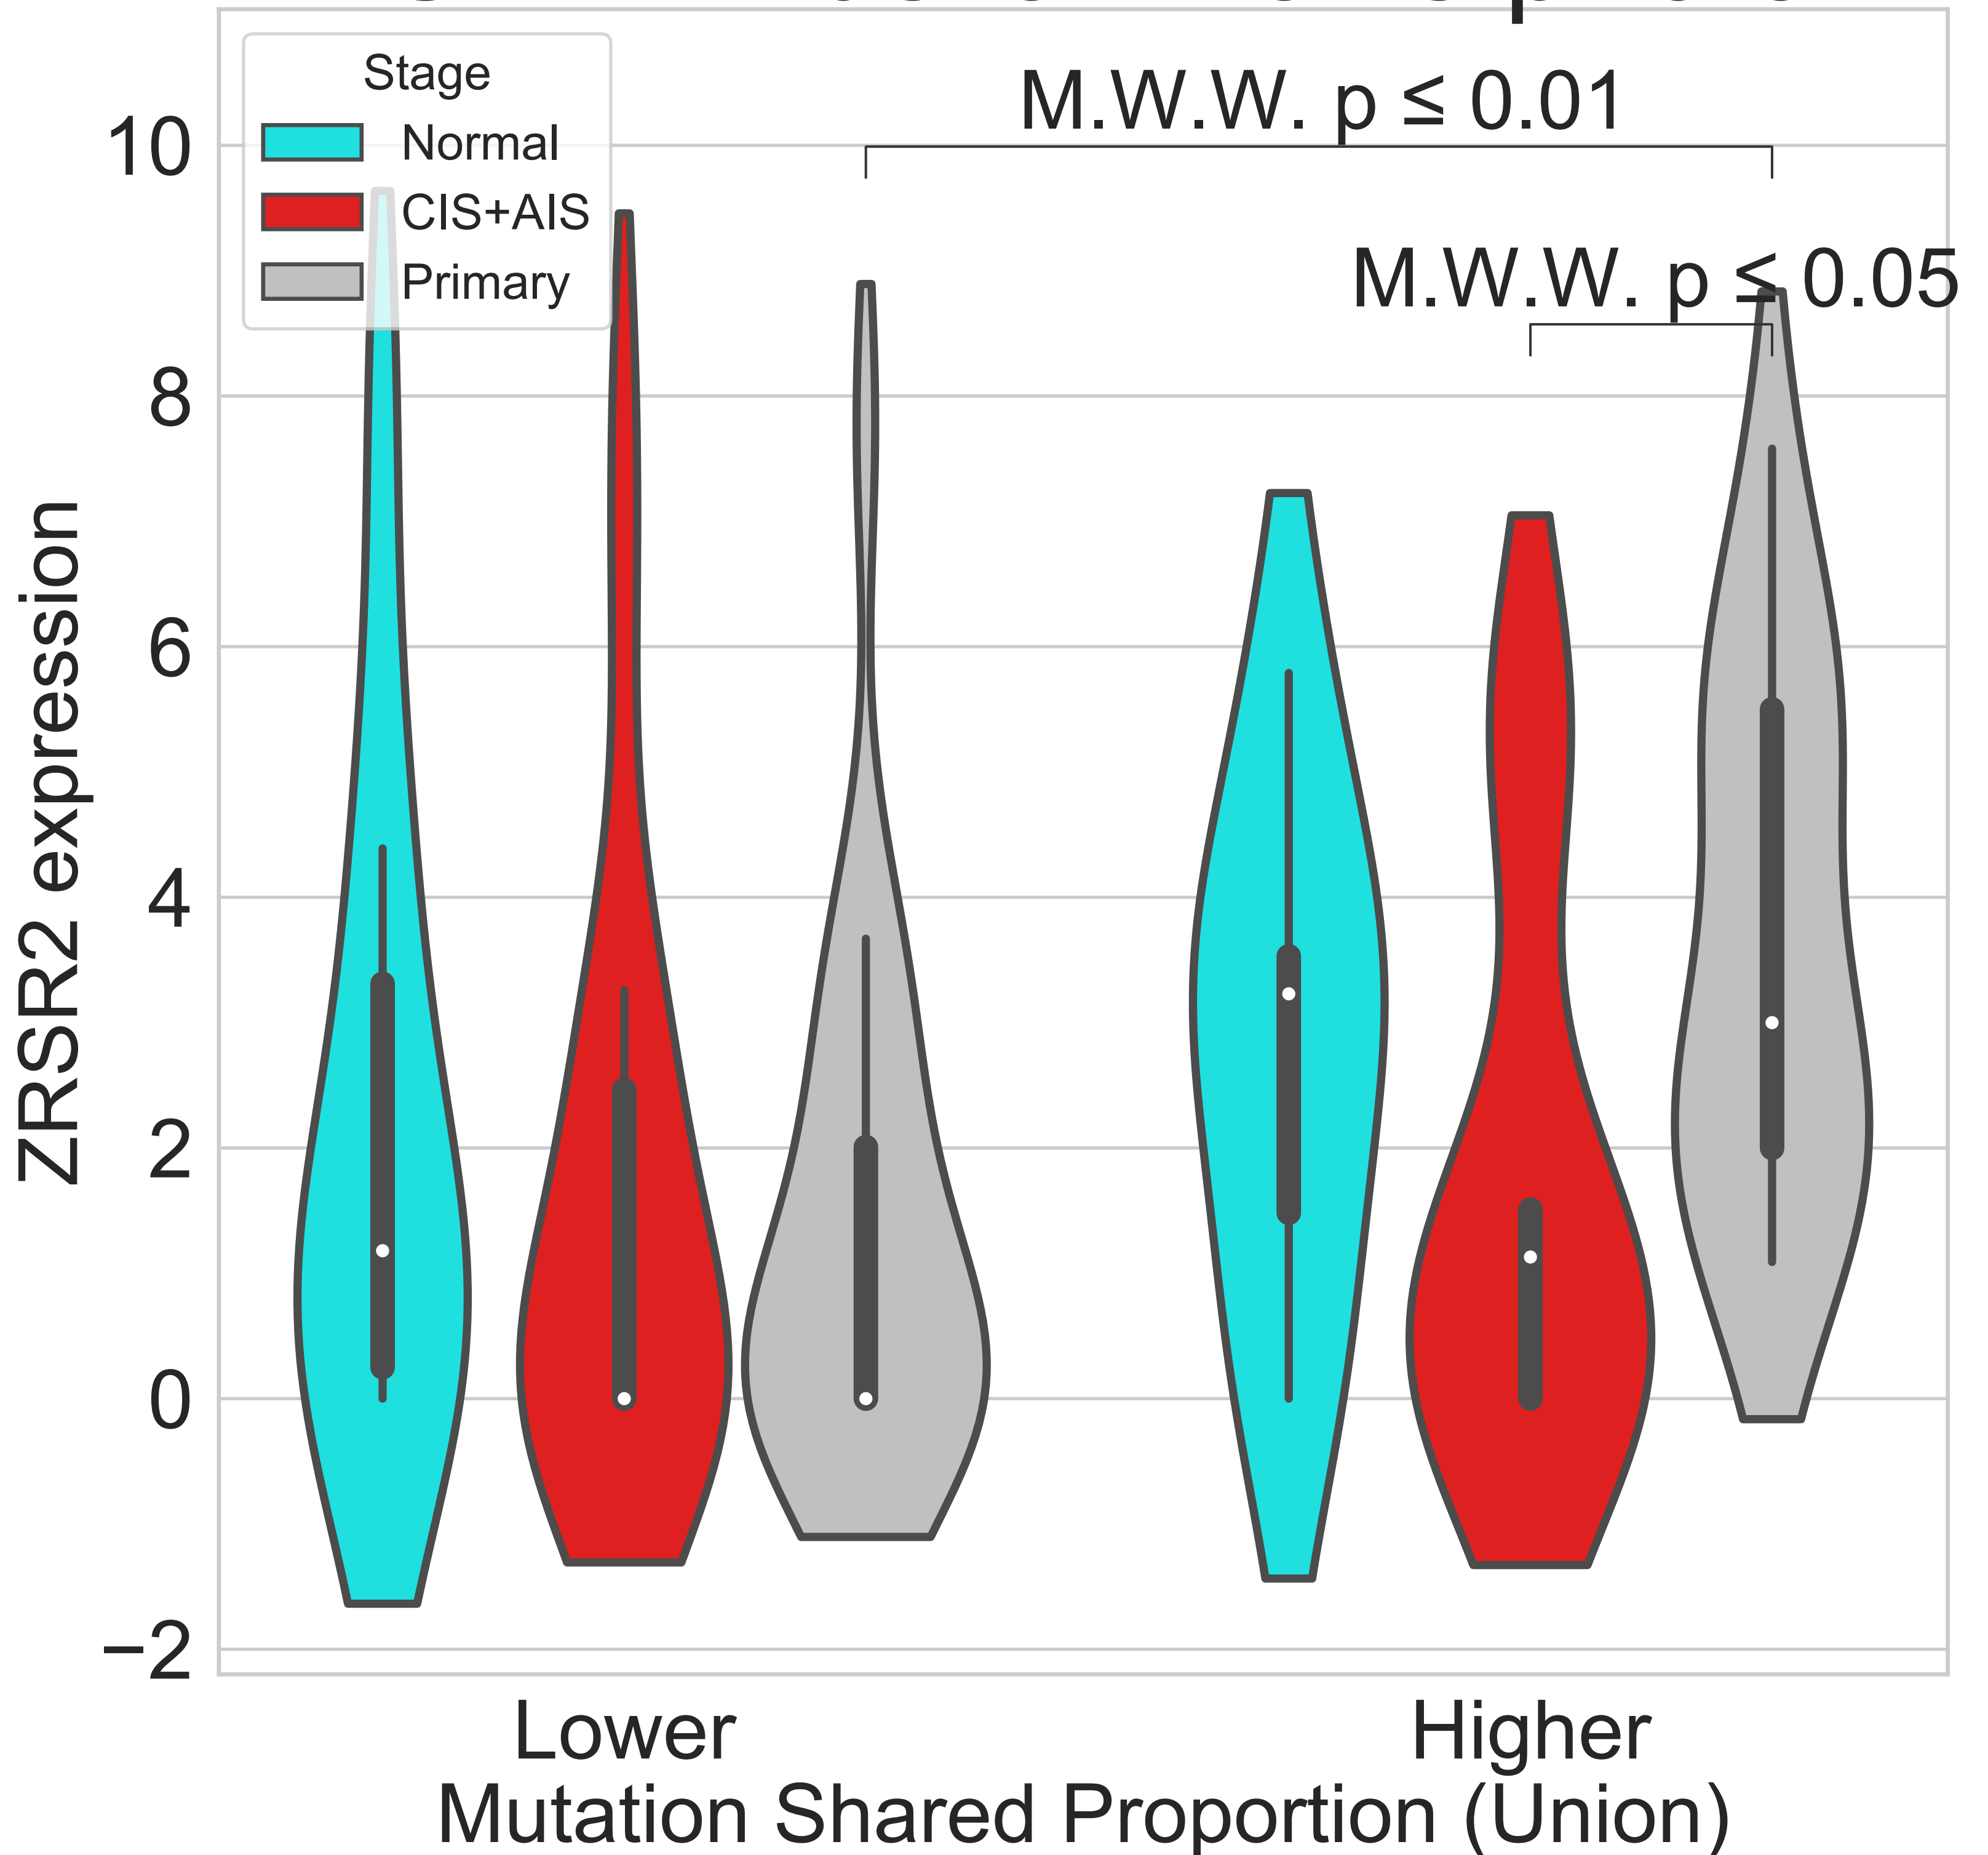 Stage
Normal
CIS+AIS
Primary
M.W.W. p ≤ 0.01
M.W.W. p ≤ 0.05
10
8
6
4
2
0
−2
ZRSR2 expression
Lower
Higher
Mutation Shared Proportion (Union)